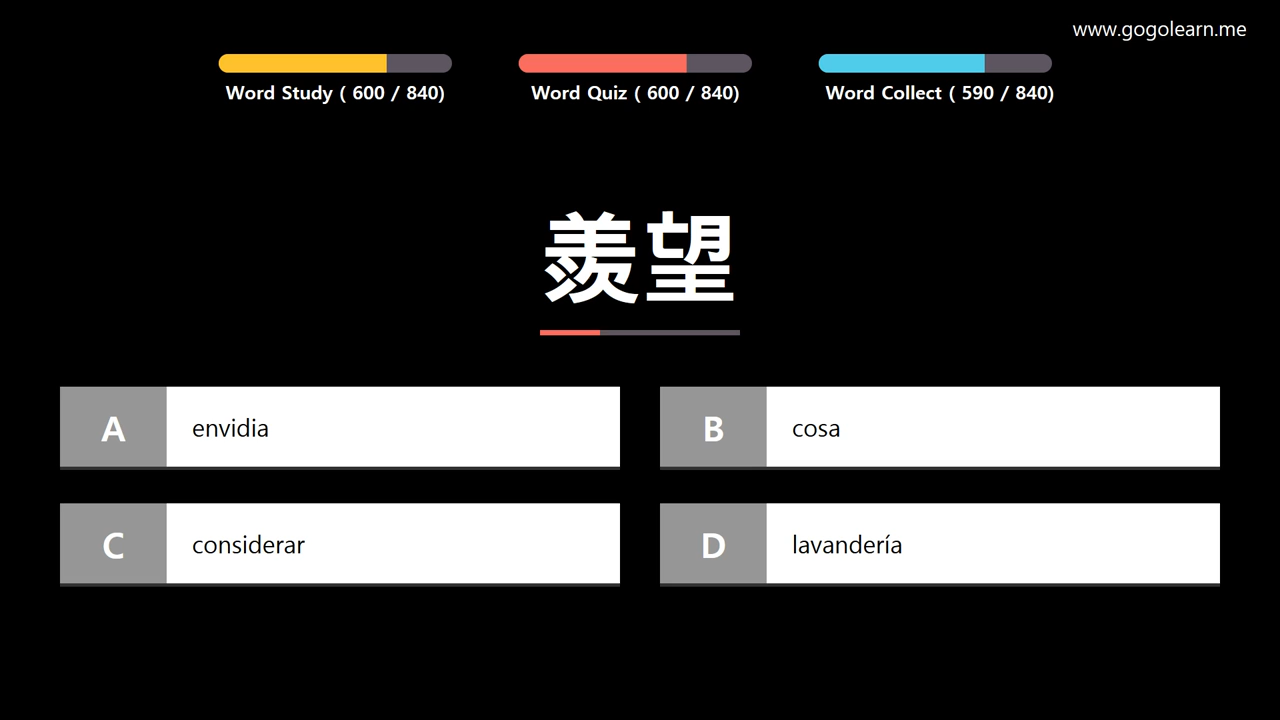 www.gogolearn.me
Word Study ( 600 / 840)
Word Quiz ( 600 / 840)
Word Collect ( 590 / 840)
羨望
A envidia
B cosa
C considerar
D lavandería